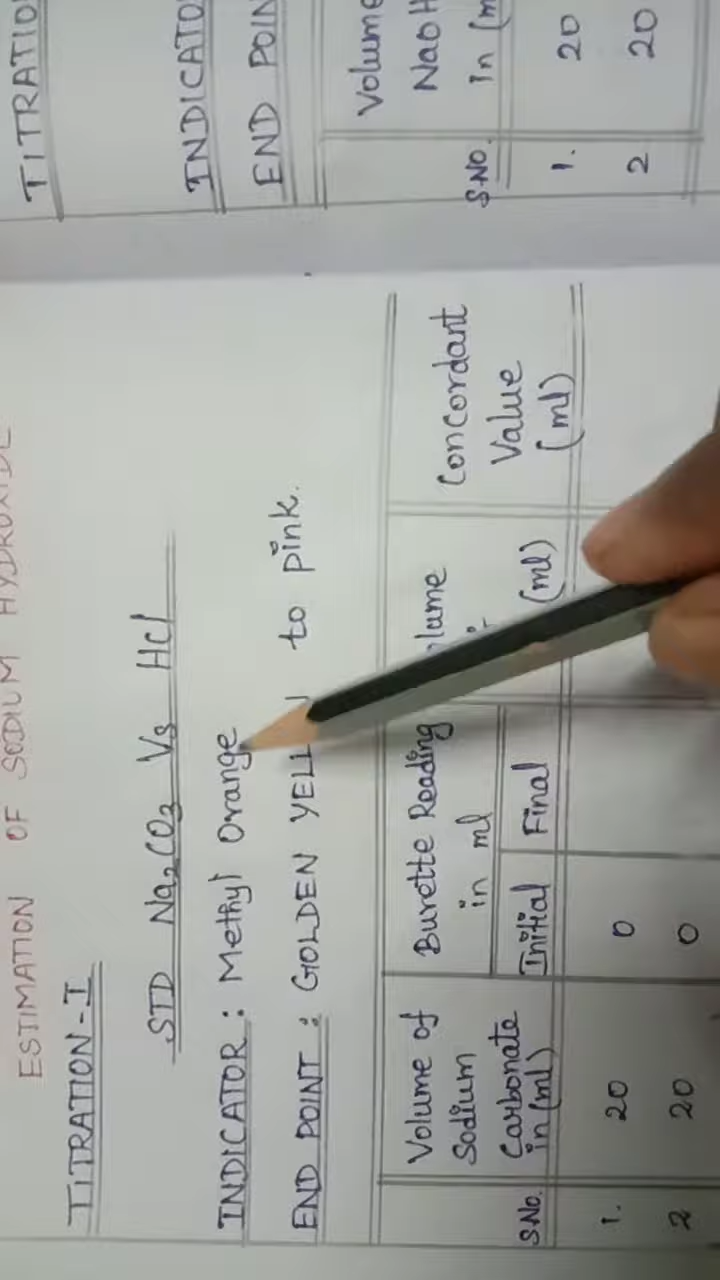 ESTIMATION OF SODIUM HYDROXIDE
TITRATION-I
STD Na2CO3 Vs HCl
INDICATOR : Methyl Orange
END POINT : GOLDEN YELL to pink.
S.NO. Volume of Sodium Carbonate in (ml)
Burette Reading in ml
Initial Final
lume (ml)
Concordant Value (ml)
1. 20 0
2 20 0
TITRATIO
INDICATO
END POIN
S.NO. Volume NaOH in (m
1. 20
2 20